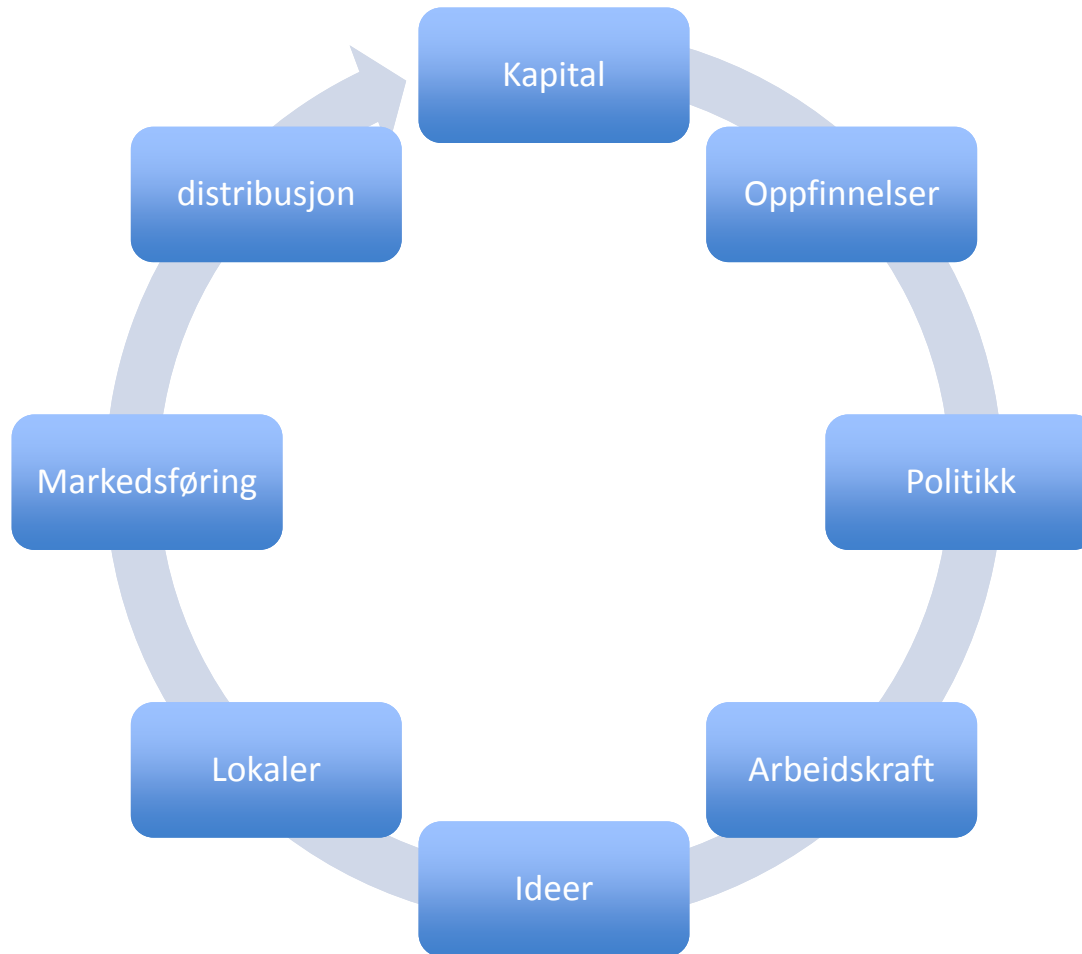 Kapital
Oppfinnelser
Politikk
Arbeidskraft
Ideer
Lokaler
Markedsføring
distribusjon